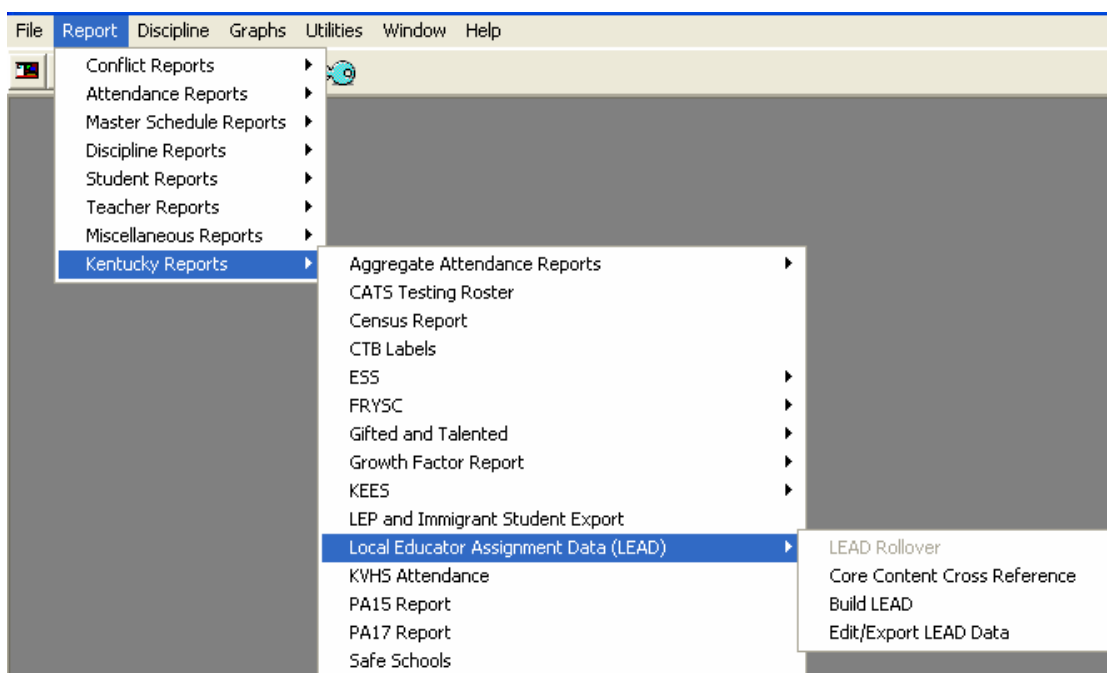 File Report Discipline Graphs Utilities Window Help
Conflict Reports
Attendance Reports
Master Schedule Reports
Discipline Reports
Student Reports
Teacher Reports
Miscellaneous Reports
Kentucky Reports
Aggregate Attendance Reports
CATS Testing Roster
Census Report
CTB Labels
ESS
FRYSC
Gifted and Talented
Growth Factor Report
KEES
LEP and Immigrant Student Export
Local Educator Assignment Data (LEAD)
KVHS Attendance
PA15 Report
PA17 Report
Safe Schools
LEAD Rollover
Core Content Cross Reference
Build LEAD
Edit/Export LEAD Data